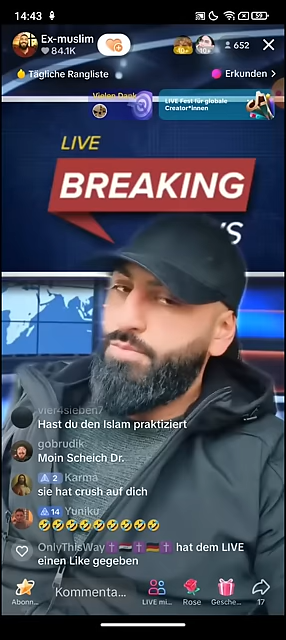 14:43
59
Ex-muslim
84.1K
652
Tägliche Rangliste
Erkunden >
Vielen Dank
LIVE Fest für globale
Creator*innen
LIVE
BREAKING
vier4sieben7
Hast du den Islam praktiziert
gobrudik
Moin Scheich Dr.
2 Karma
sie hat crush auf dich
14 Yuniku
🤣🤣🤣🤣🤣🤣🤣🤣🤣
OnlyThisWay✝️🇪🇬✝️🇩🇪✝️ hat dem LIVE
einen Like gegeben
Abonn...
Kommenta...
LIVE mi...
Rose
Gesche...
17